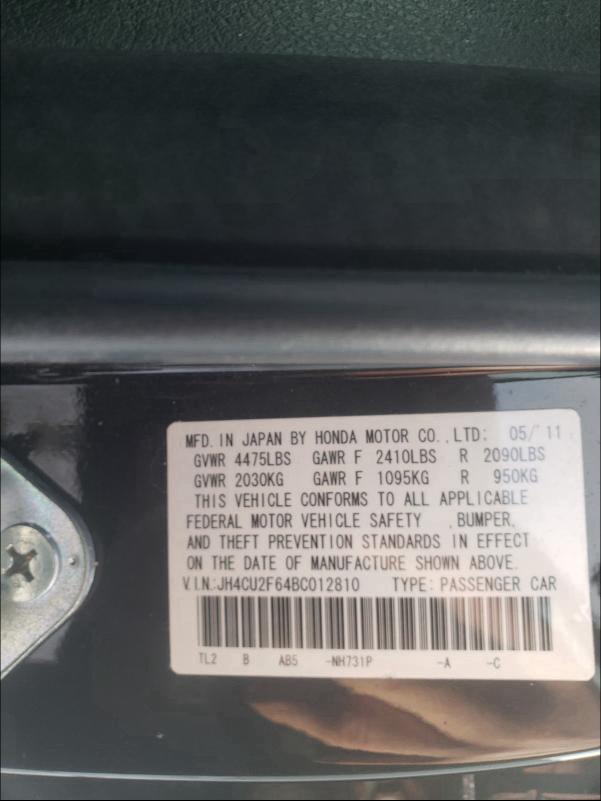 MFD. IN JAPAN BY HONDA MOTOR CO., LTD: 05/'11
GVWR 4475LBS GAWR F 2410LBS R 2090LBS
GVWR 2030KG GAWR F 1095KG R 950KG
THIS VEHICLE CONFORMS TO ALL APPLICABLE
FEDERAL MOTOR VEHICLE SAFETY , BUMPER,
AND THEFT PREVENTION STANDARDS IN EFFECT
ON THE DATE OF MANUFACTURE SHOWN ABOVE.
V.I.N.:JH4CU2F64BC012810 TYPE: PASSENGER CAR
TL2 B AB5 -NH731P -A -C